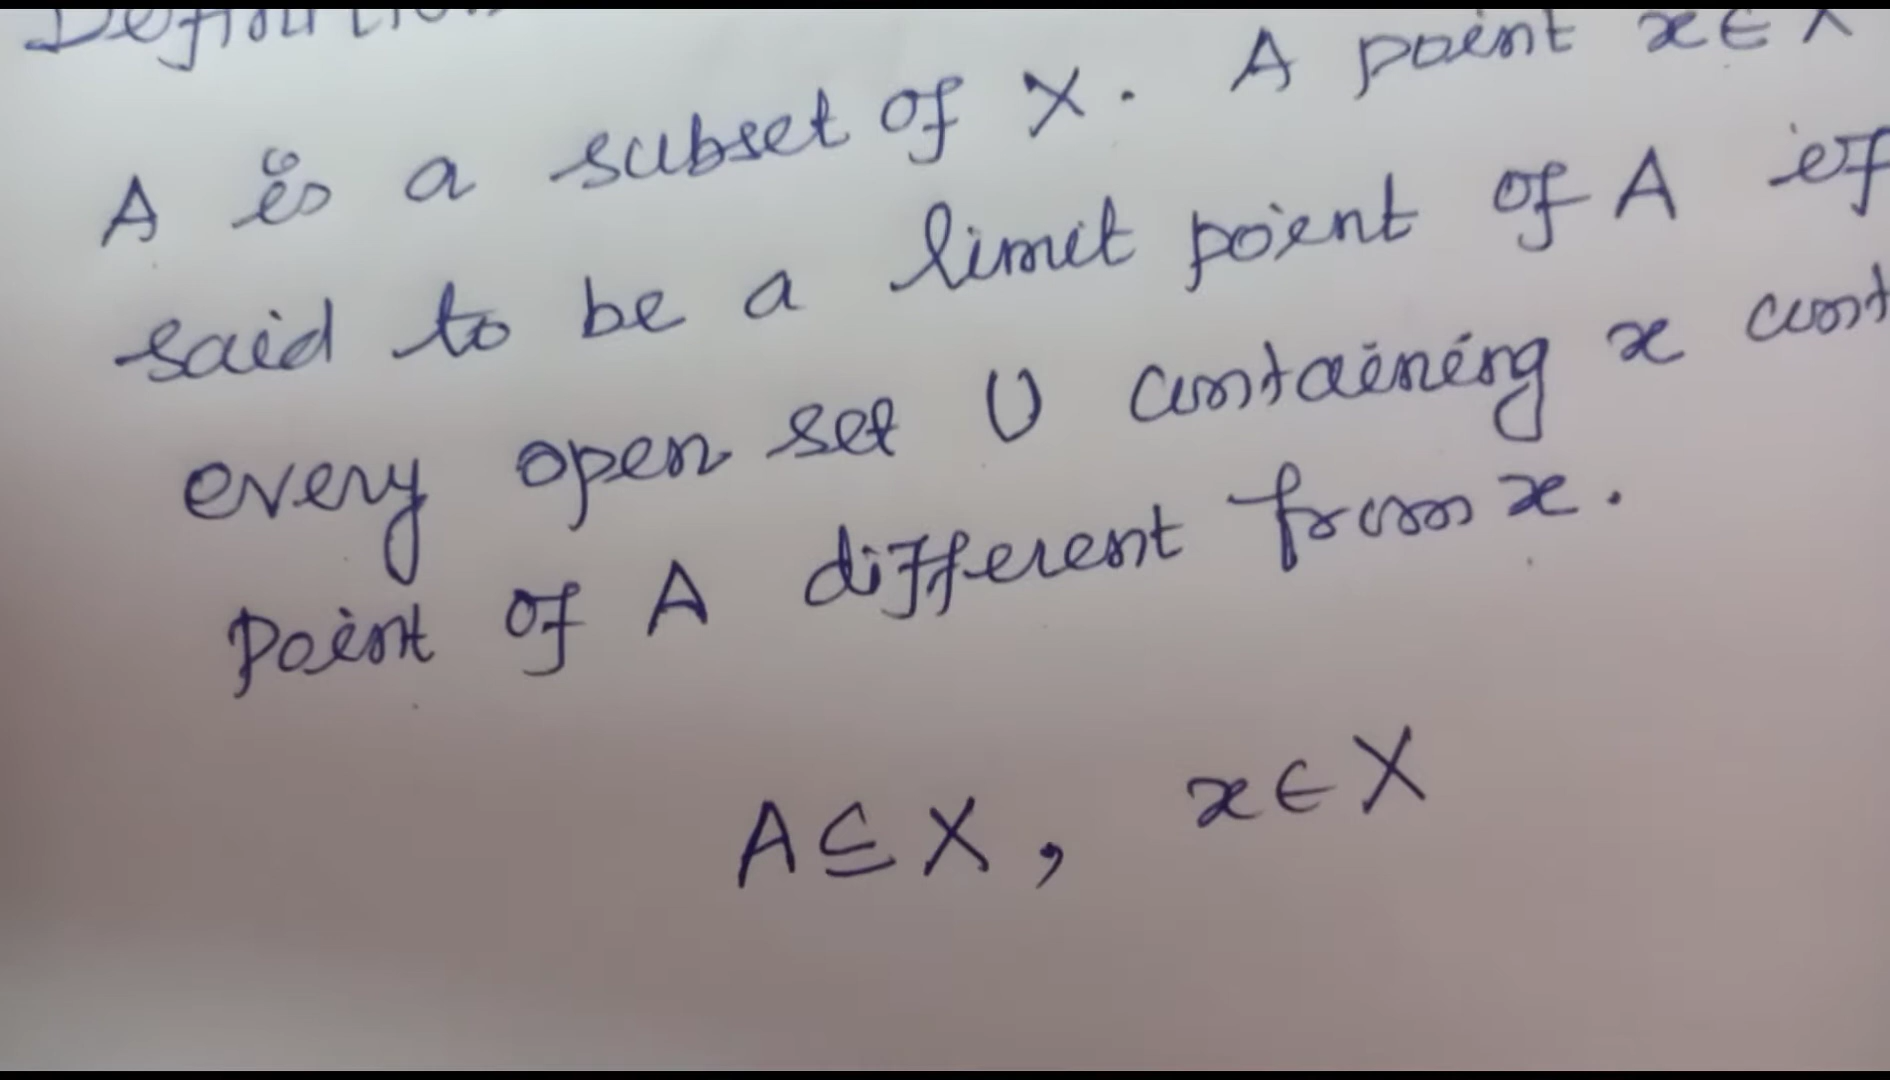 Definition
A is a subset of X. A point x ∈ X
said to be a limit point of A if
every open set U containing x cont
point of A different from x.
A ⊆ X, x ∈ X